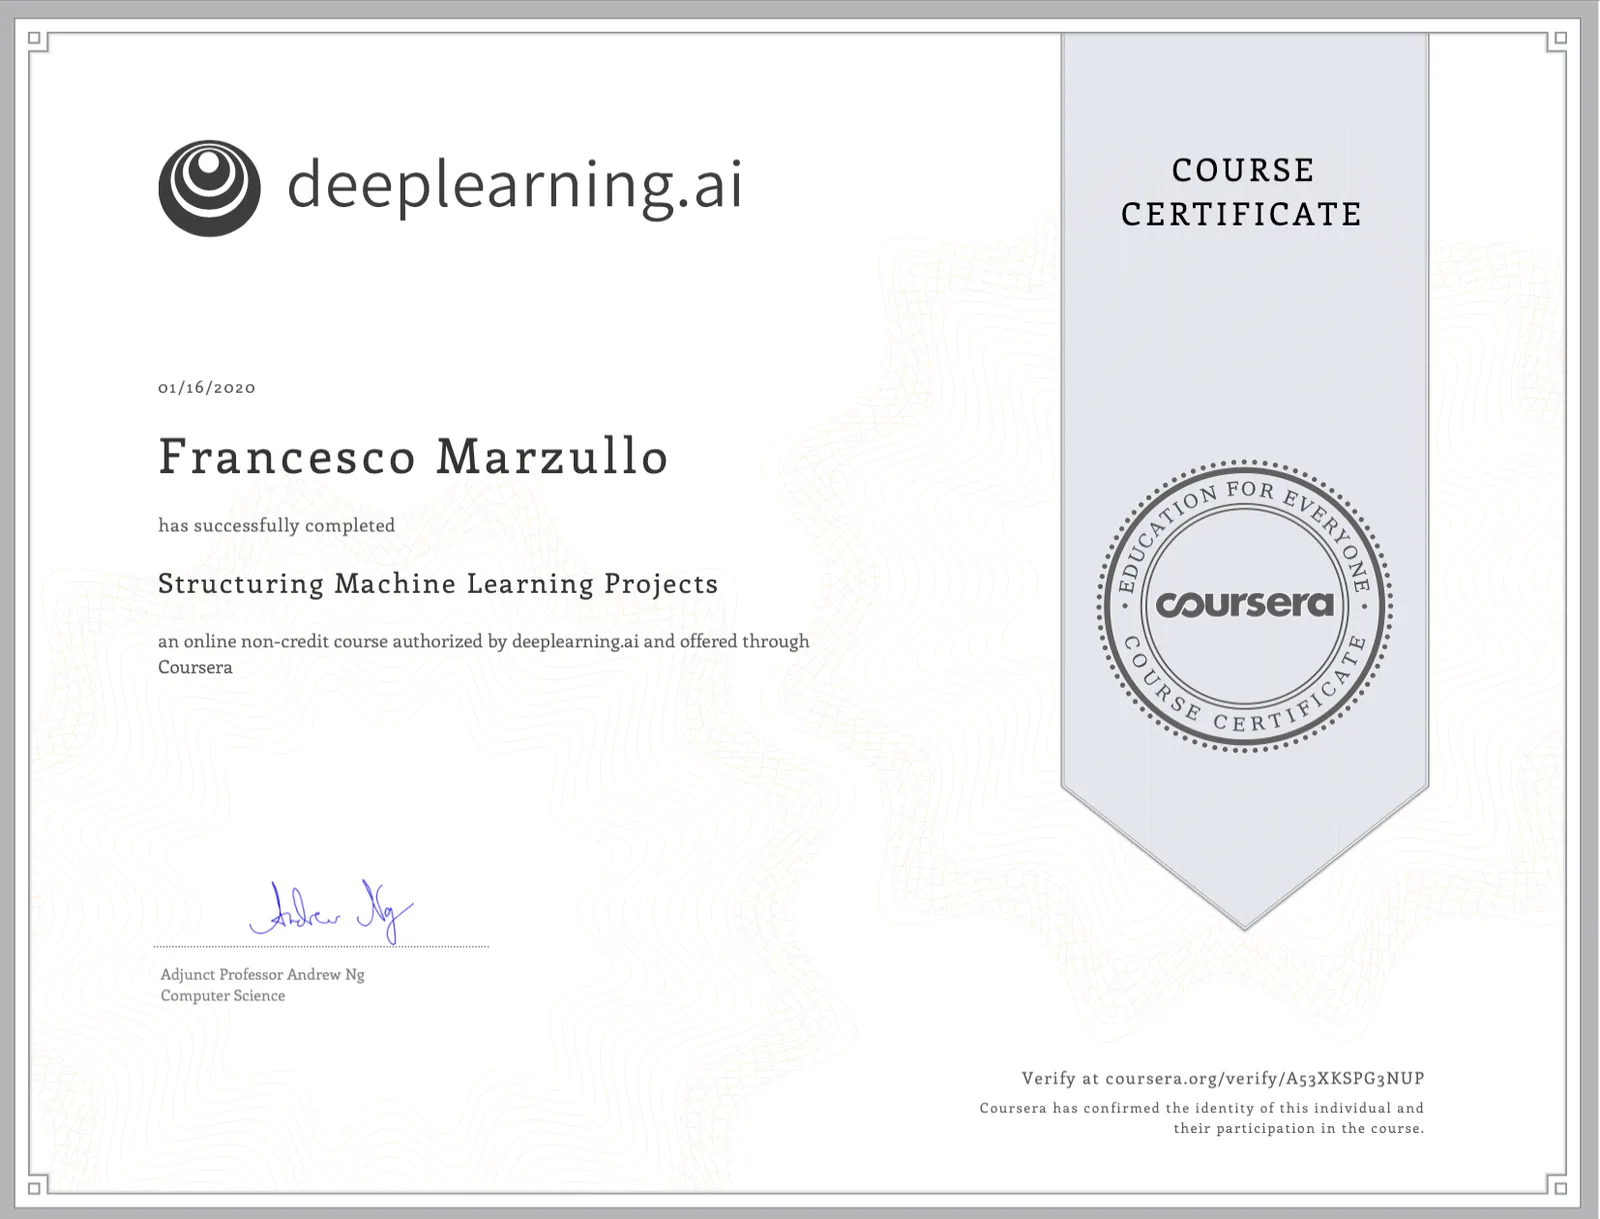 deeplearning.ai
COURSE
CERTIFICATE
01/16/2020
Francesco Marzullo
has successfully completed
Structuring Machine Learning Projects
an online non-credit course authorized by deeplearning.ai and offered through
Coursera
EDUCATION FOR EVERYONE
coursera
COURSE CERTIFICATE
Andrew Ng
Adjunct Professor Andrew Ng
Computer Science
Verify at coursera.org/verify/A53XKSPG3NUP
Coursera has confirmed the identity of this individual and
their participation in the course.